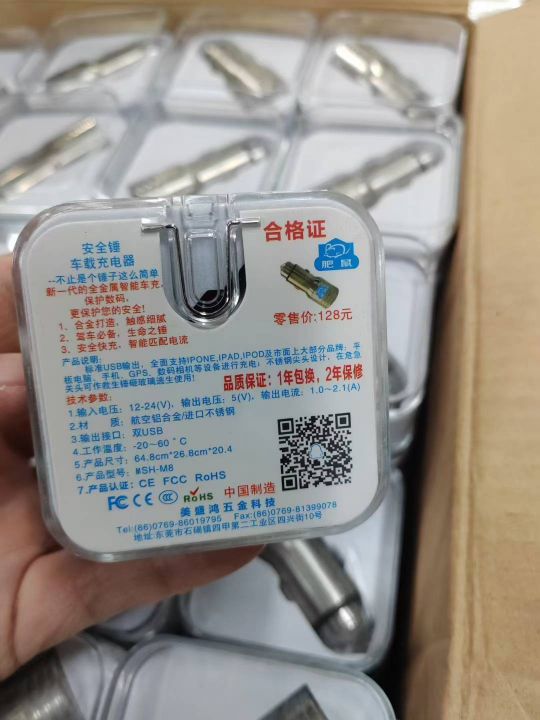 合格证
安全锤
车载充电器
--不止是个锤子这么简单
新一代的全金属智能车充,
保护数码,
更保护您的安全!
1、合金打造，触感细腻
2、驾车必备，生命之锤
3、安全快充，智能匹配电流
肥鼠
零售价:128元
产品说明:
标准USB输出，全面支持IPONE,IPAD,IPOD及市面上大部分品牌：平
板电脑、手机、GPS、数码相机等设备进行充电；不锈钢尖头设计，在危急
关头可作救生锤砸玻璃逃生使用!
品质保证：1年包换，2年保修
技术参数:
1.输入电压：12-24(V)，输出电压：5(V)，输出电流：1.0~2.1(A)
2.材 质：航空铝合金/进口不锈钢
3.输出接口：双USB
4.工作温度：-20~60°C
5.产品尺寸：64.8cm*26.8cm*20.4
6.产品型号：#SH-M8
7.产品认证：CE FCC RoHS
FC CE CCC RoHS 中国制造
美盛鸿五金科技
Tel:(86)0769-86019795 Fax:(86)0769-81399078
地址:东莞市石碣镇四甲第二工业区四兴街10号